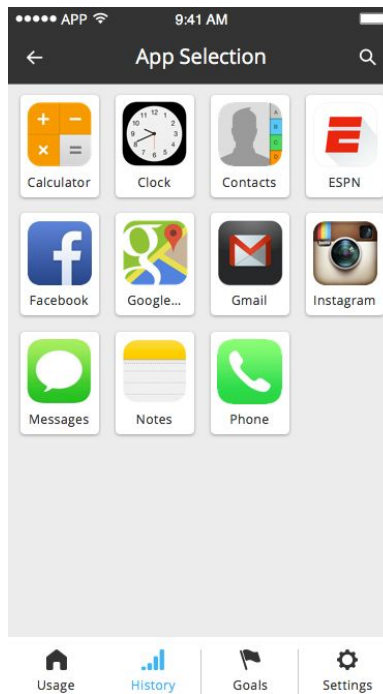 APP 9:41 AM
App Selection
Calculator Clock Contacts ESPN
Facebook Google... Gmail Instagram
Messages Notes Phone
Usage History Goals Settings